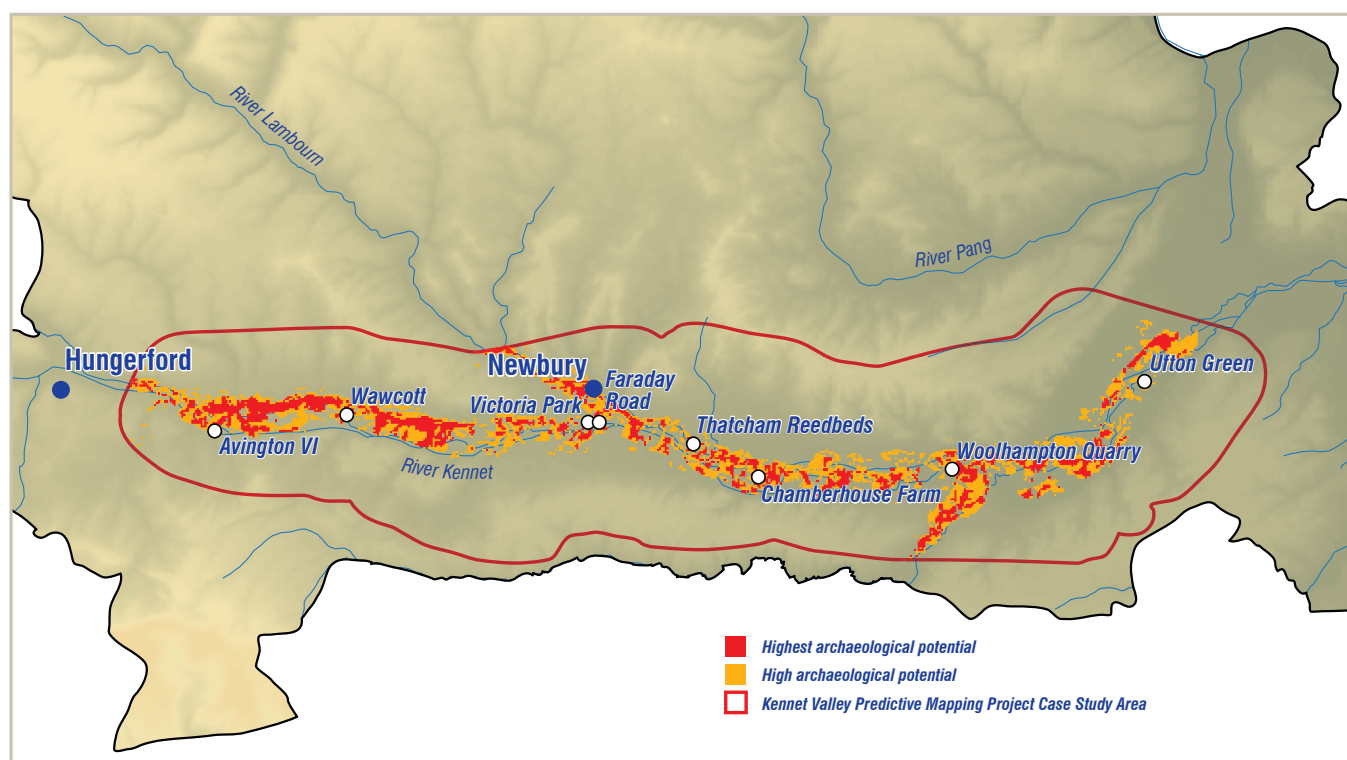 River Lambourn
River Pang
Hungerford
Newbury
Faraday
Road
Ufton Green
Wawcott
Victoria Park
Thatcham Reedbeds
Avington VI
River Kennet
Woolhampton Quarry
Chamberhouse Farm
Highest archaeological potential
High archaeological potential
Kennet Valley Predictive Mapping Project Case Study Area